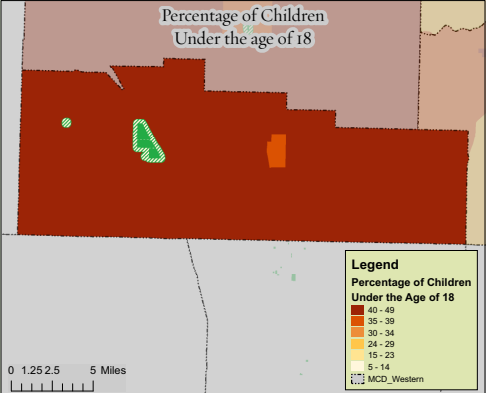 Percentage of Children
Under the age of 18
Legend
Percentage of Children
Under the Age of 18
40 - 49
35 - 39
30 - 34
24 - 29
15 - 23
5 - 14
MCD_Western
0 1.25 2.5 5 Miles